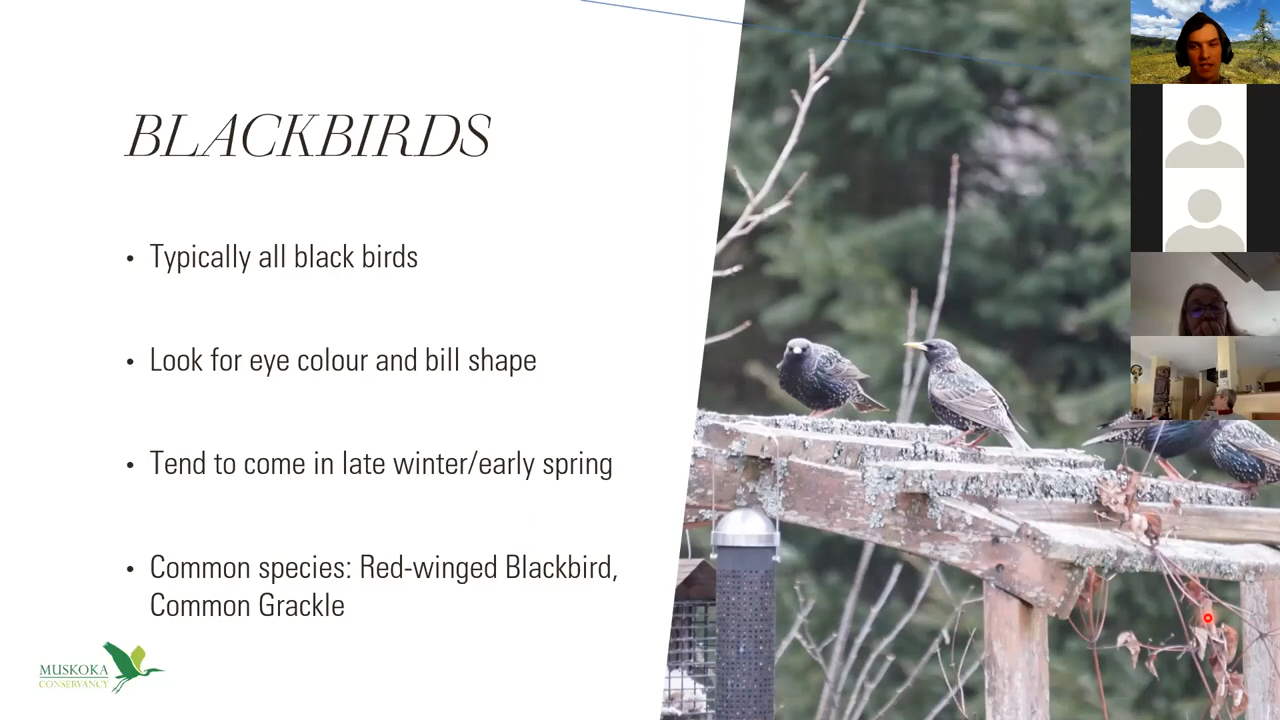 BLACKBIRDS
• Typically all black birds
• Look for eye colour and bill shape
• Tend to come in late winter/early spring
• Common species: Red-winged Blackbird,
Common Grackle
MUSKOKA
CONSERVANCY